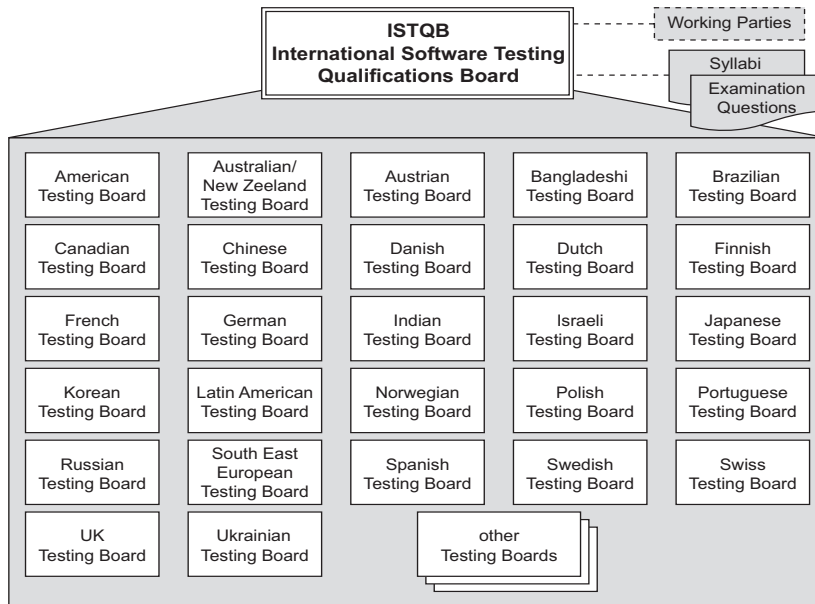 ISTQB
International Software Testing
Qualifications Board
Working Parties
Syllabi
Examination
Questions
American
Testing Board
Australian/
New Zeeland
Testing Board
Austrian
Testing Board
Bangladeshi
Testing Board
Brazilian
Testing Board
Canadian
Testing Board
Chinese
Testing Board
Danish
Testing Board
Dutch
Testing Board
Finnish
Testing Board
French
Testing Board
German
Testing Board
Indian
Testing Board
Israeli
Testing Board
Japanese
Testing Board
Korean
Testing Board
Latin American
Testing Board
Norwegian
Testing Board
Polish
Testing Board
Portuguese
Testing Board
Russian
Testing Board
South East
European
Testing Board
Spanish
Testing Board
Swedish
Testing Board
Swiss
Testing Board
UK
Testing Board
Ukrainian
Testing Board
other
Testing Boards